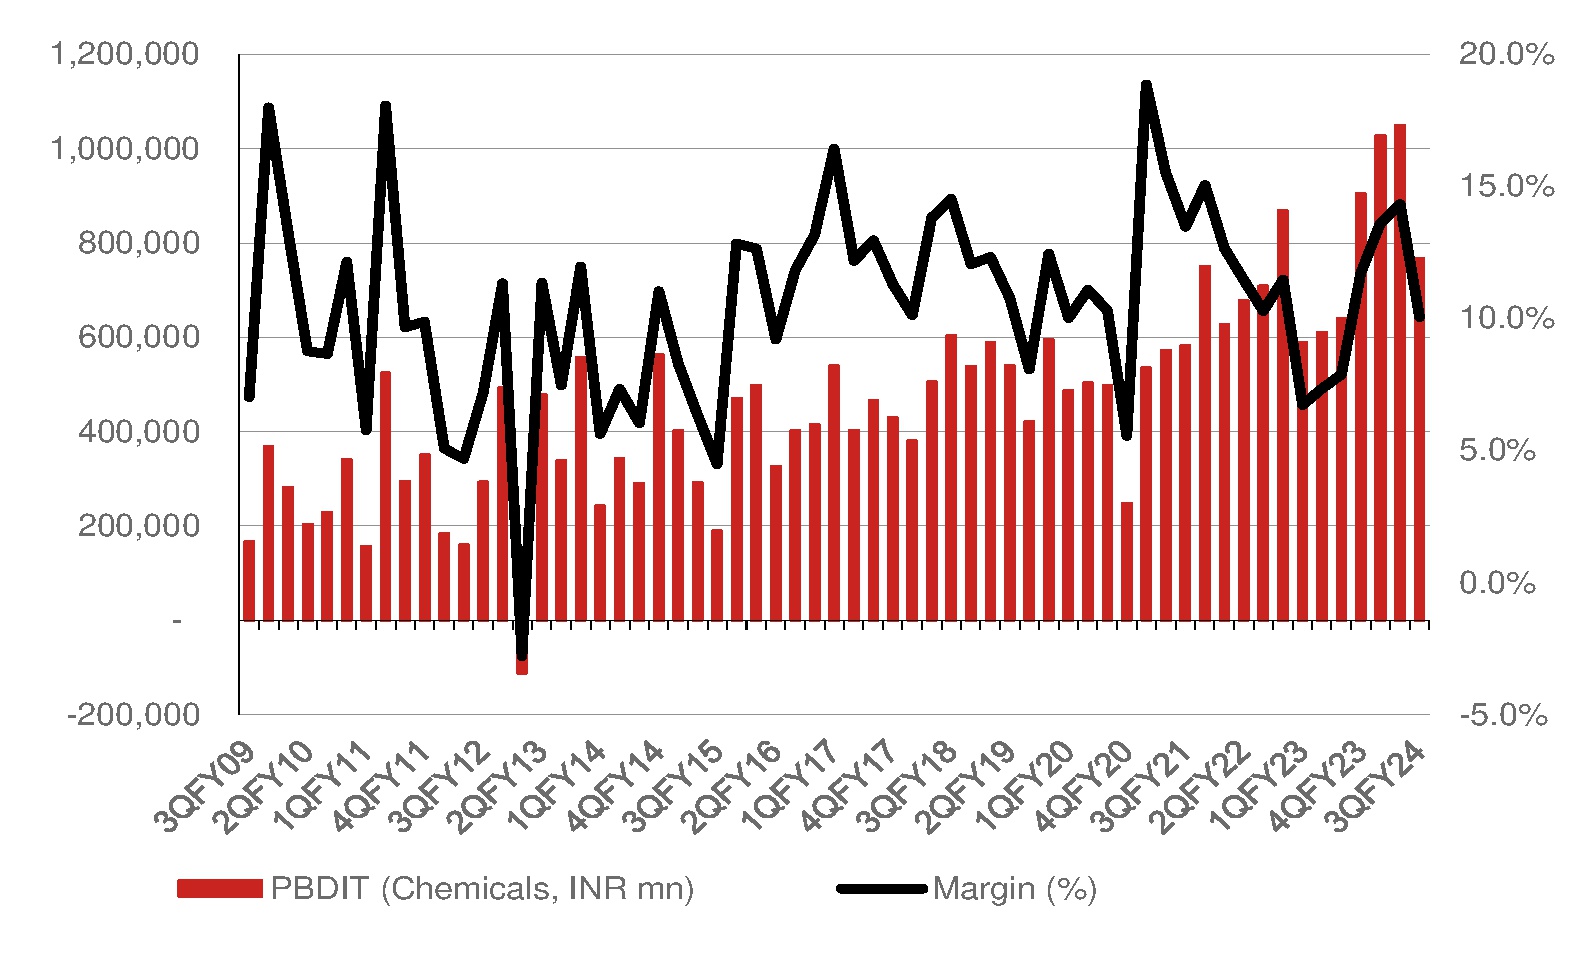 1,200,000
1,000,000
800,000
600,000
400,000
200,000
-
-200,000
20.0%
15.0%
10.0%
5.0%
0.0%
-5.0%
3QFY09
2QFY10
1QFY11
4QFY11
3QFY12
2QFY13
1QFY14
4QFY14
3QFY15
2QFY16
1QFY17
4QFY17
3QFY18
2QFY19
1QFY20
4QFY20
3QFY21
2QFY22
1QFY23
4QFY23
3QFY24
PBDIT (Chemicals, INR mn)
Margin (%)